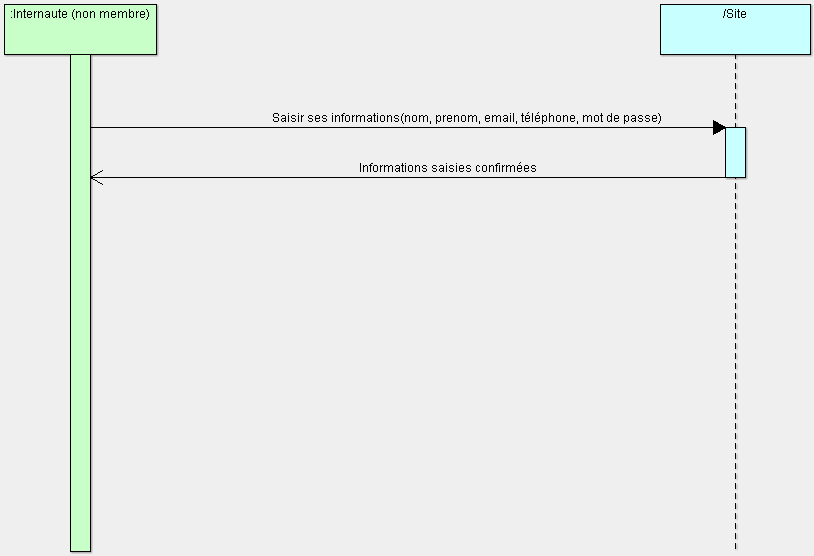 :Internaute (non membre)
/Site
Saisir ses informations(nom, prenom, email, téléphone, mot de passe)
Informations saisies confirmées